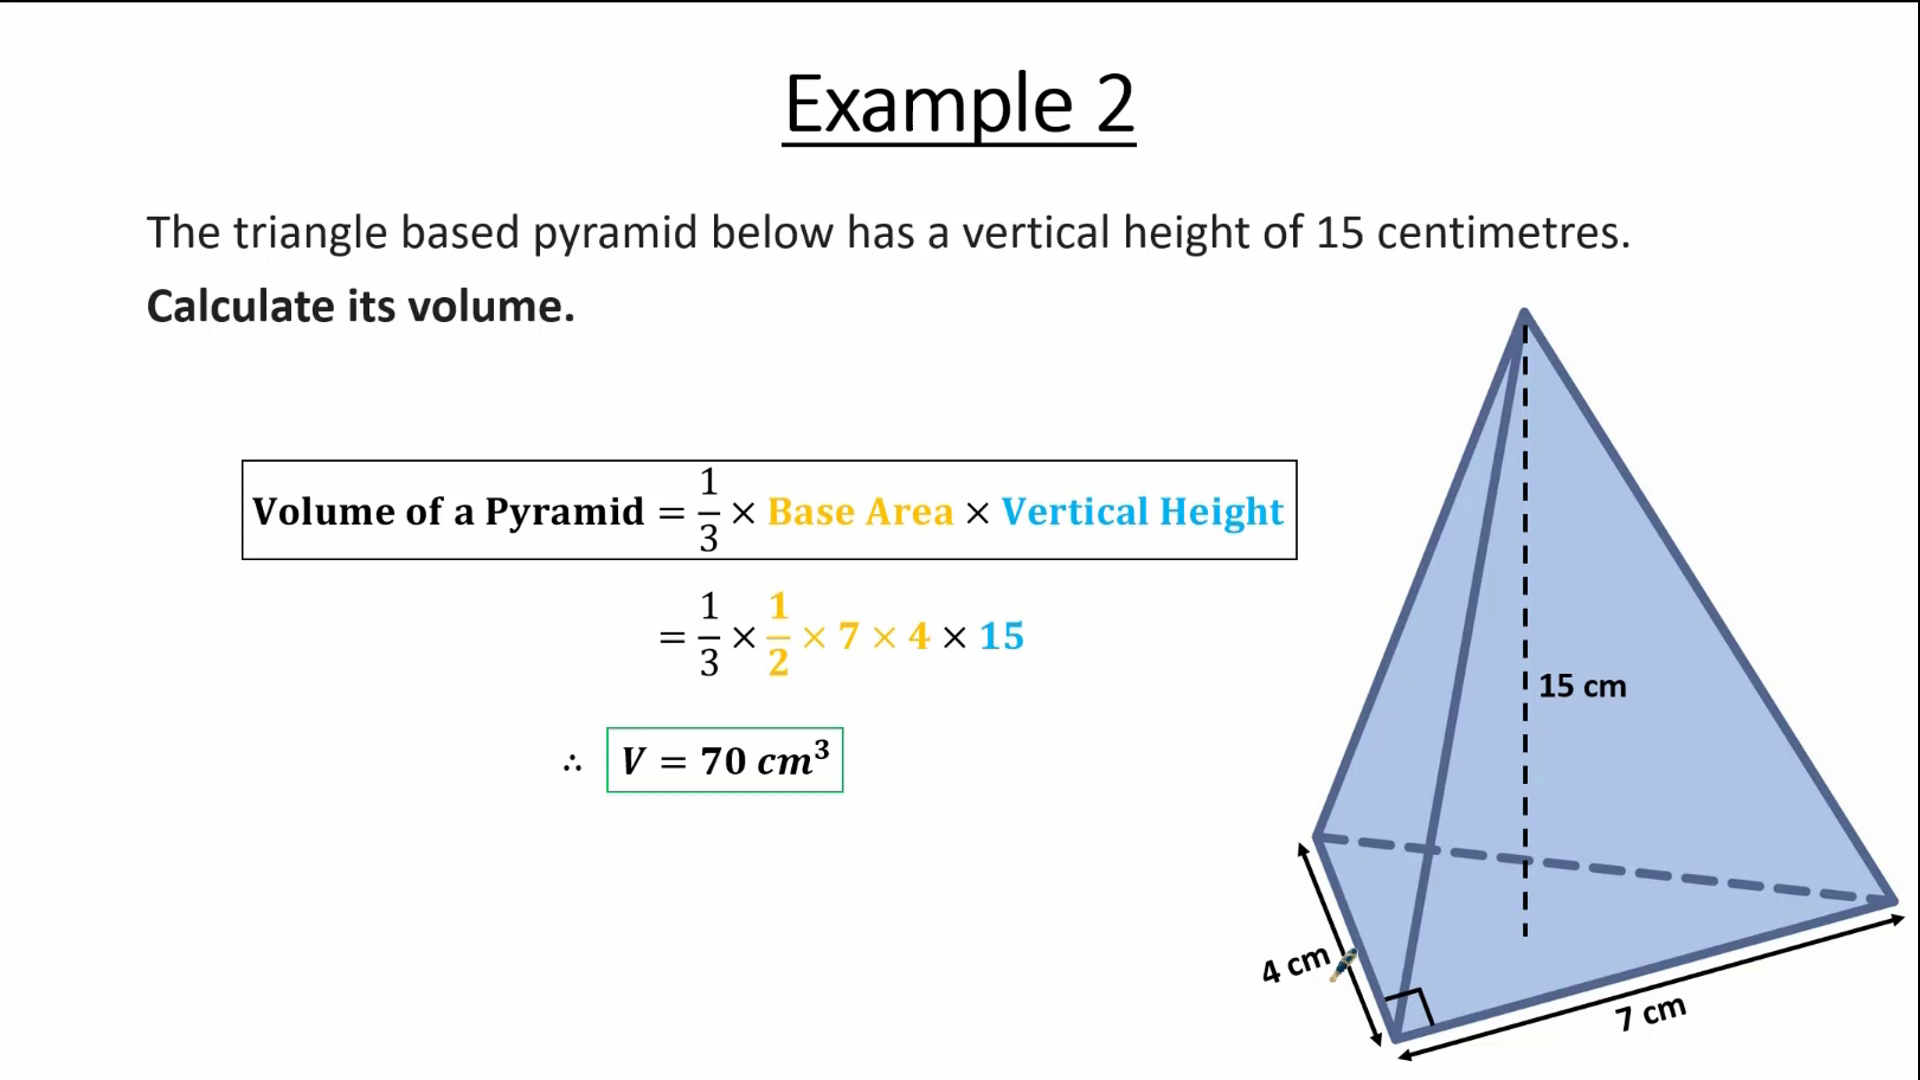 Example 2
The triangle based pyramid below has a vertical height of 15 centimetres.
Calculate its volume.
Volume of a Pyramid = 1/3 × Base Area × Vertical Height
= 1/3 × 1/2 × 7 × 4 × 15
∴ V = 70 cm³
15 cm
4 cm
7 cm